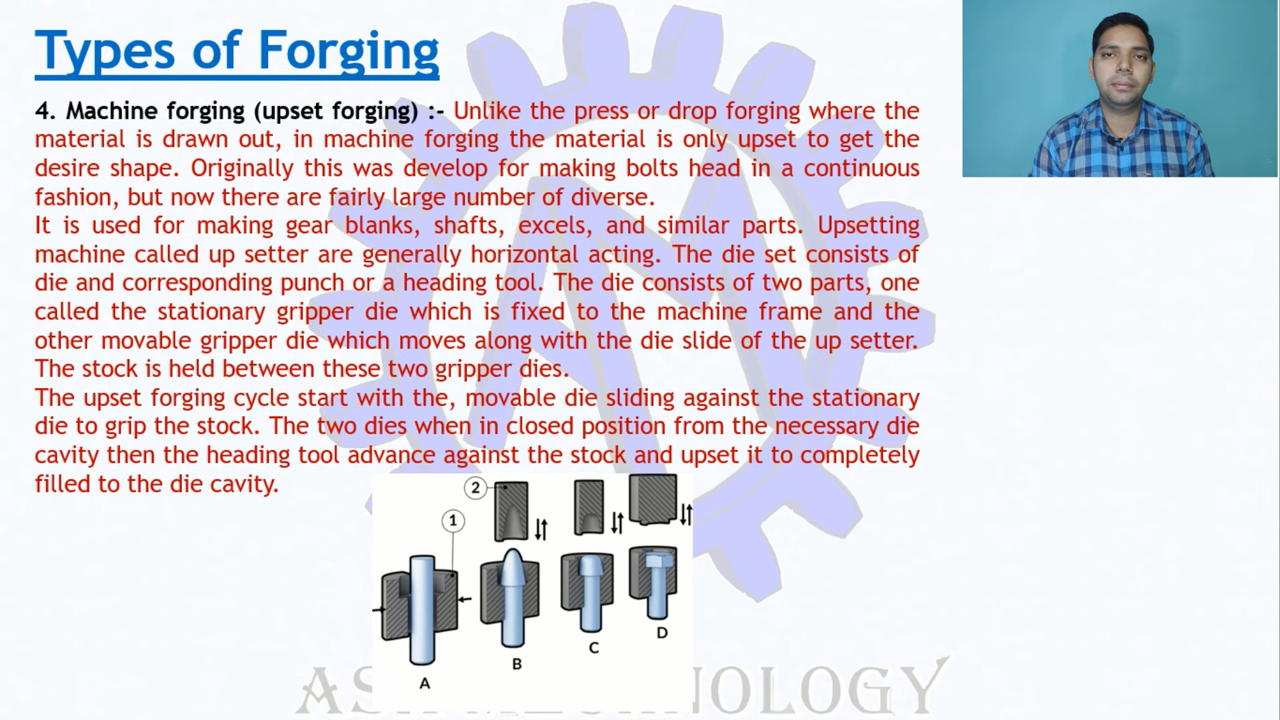 Types of Forging
4. Machine forging (upset forging) :- Unlike the press or drop forging where the
material is drawn out, in machine forging the material is only upset to get the
desire shape. Originally this was develop for making bolts head in a continuous
fashion, but now there are fairly large number of diverse.
It is used for making gear blanks, shafts, excels, and similar parts. Upsetting
machine called up setter are generally horizontal acting. The die set consists of
die and corresponding punch or a heading tool. The die consists of two parts, one
called the stationary gripper die which is fixed to the machine frame and the
other movable gripper die which moves along with the die slide of the up setter.
The stock is held between these two gripper dies.
The upset forging cycle start with the, movable die sliding against the stationary
die to grip the stock. The two dies when in closed position from the necessary die
cavity then the heading tool advance against the stock and upset it to completely
filled to the die cavity.
2
1
A
B
C
D